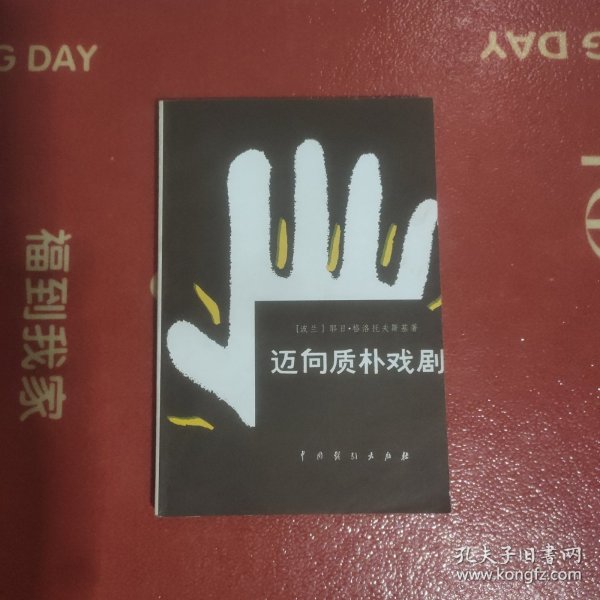 G DAY
G DAY
福到我家
[波兰] 耶日·格洛托夫斯基著
迈向质朴戏剧
中国戏剧出版社
孔夫子旧书网
www.kongfz.com